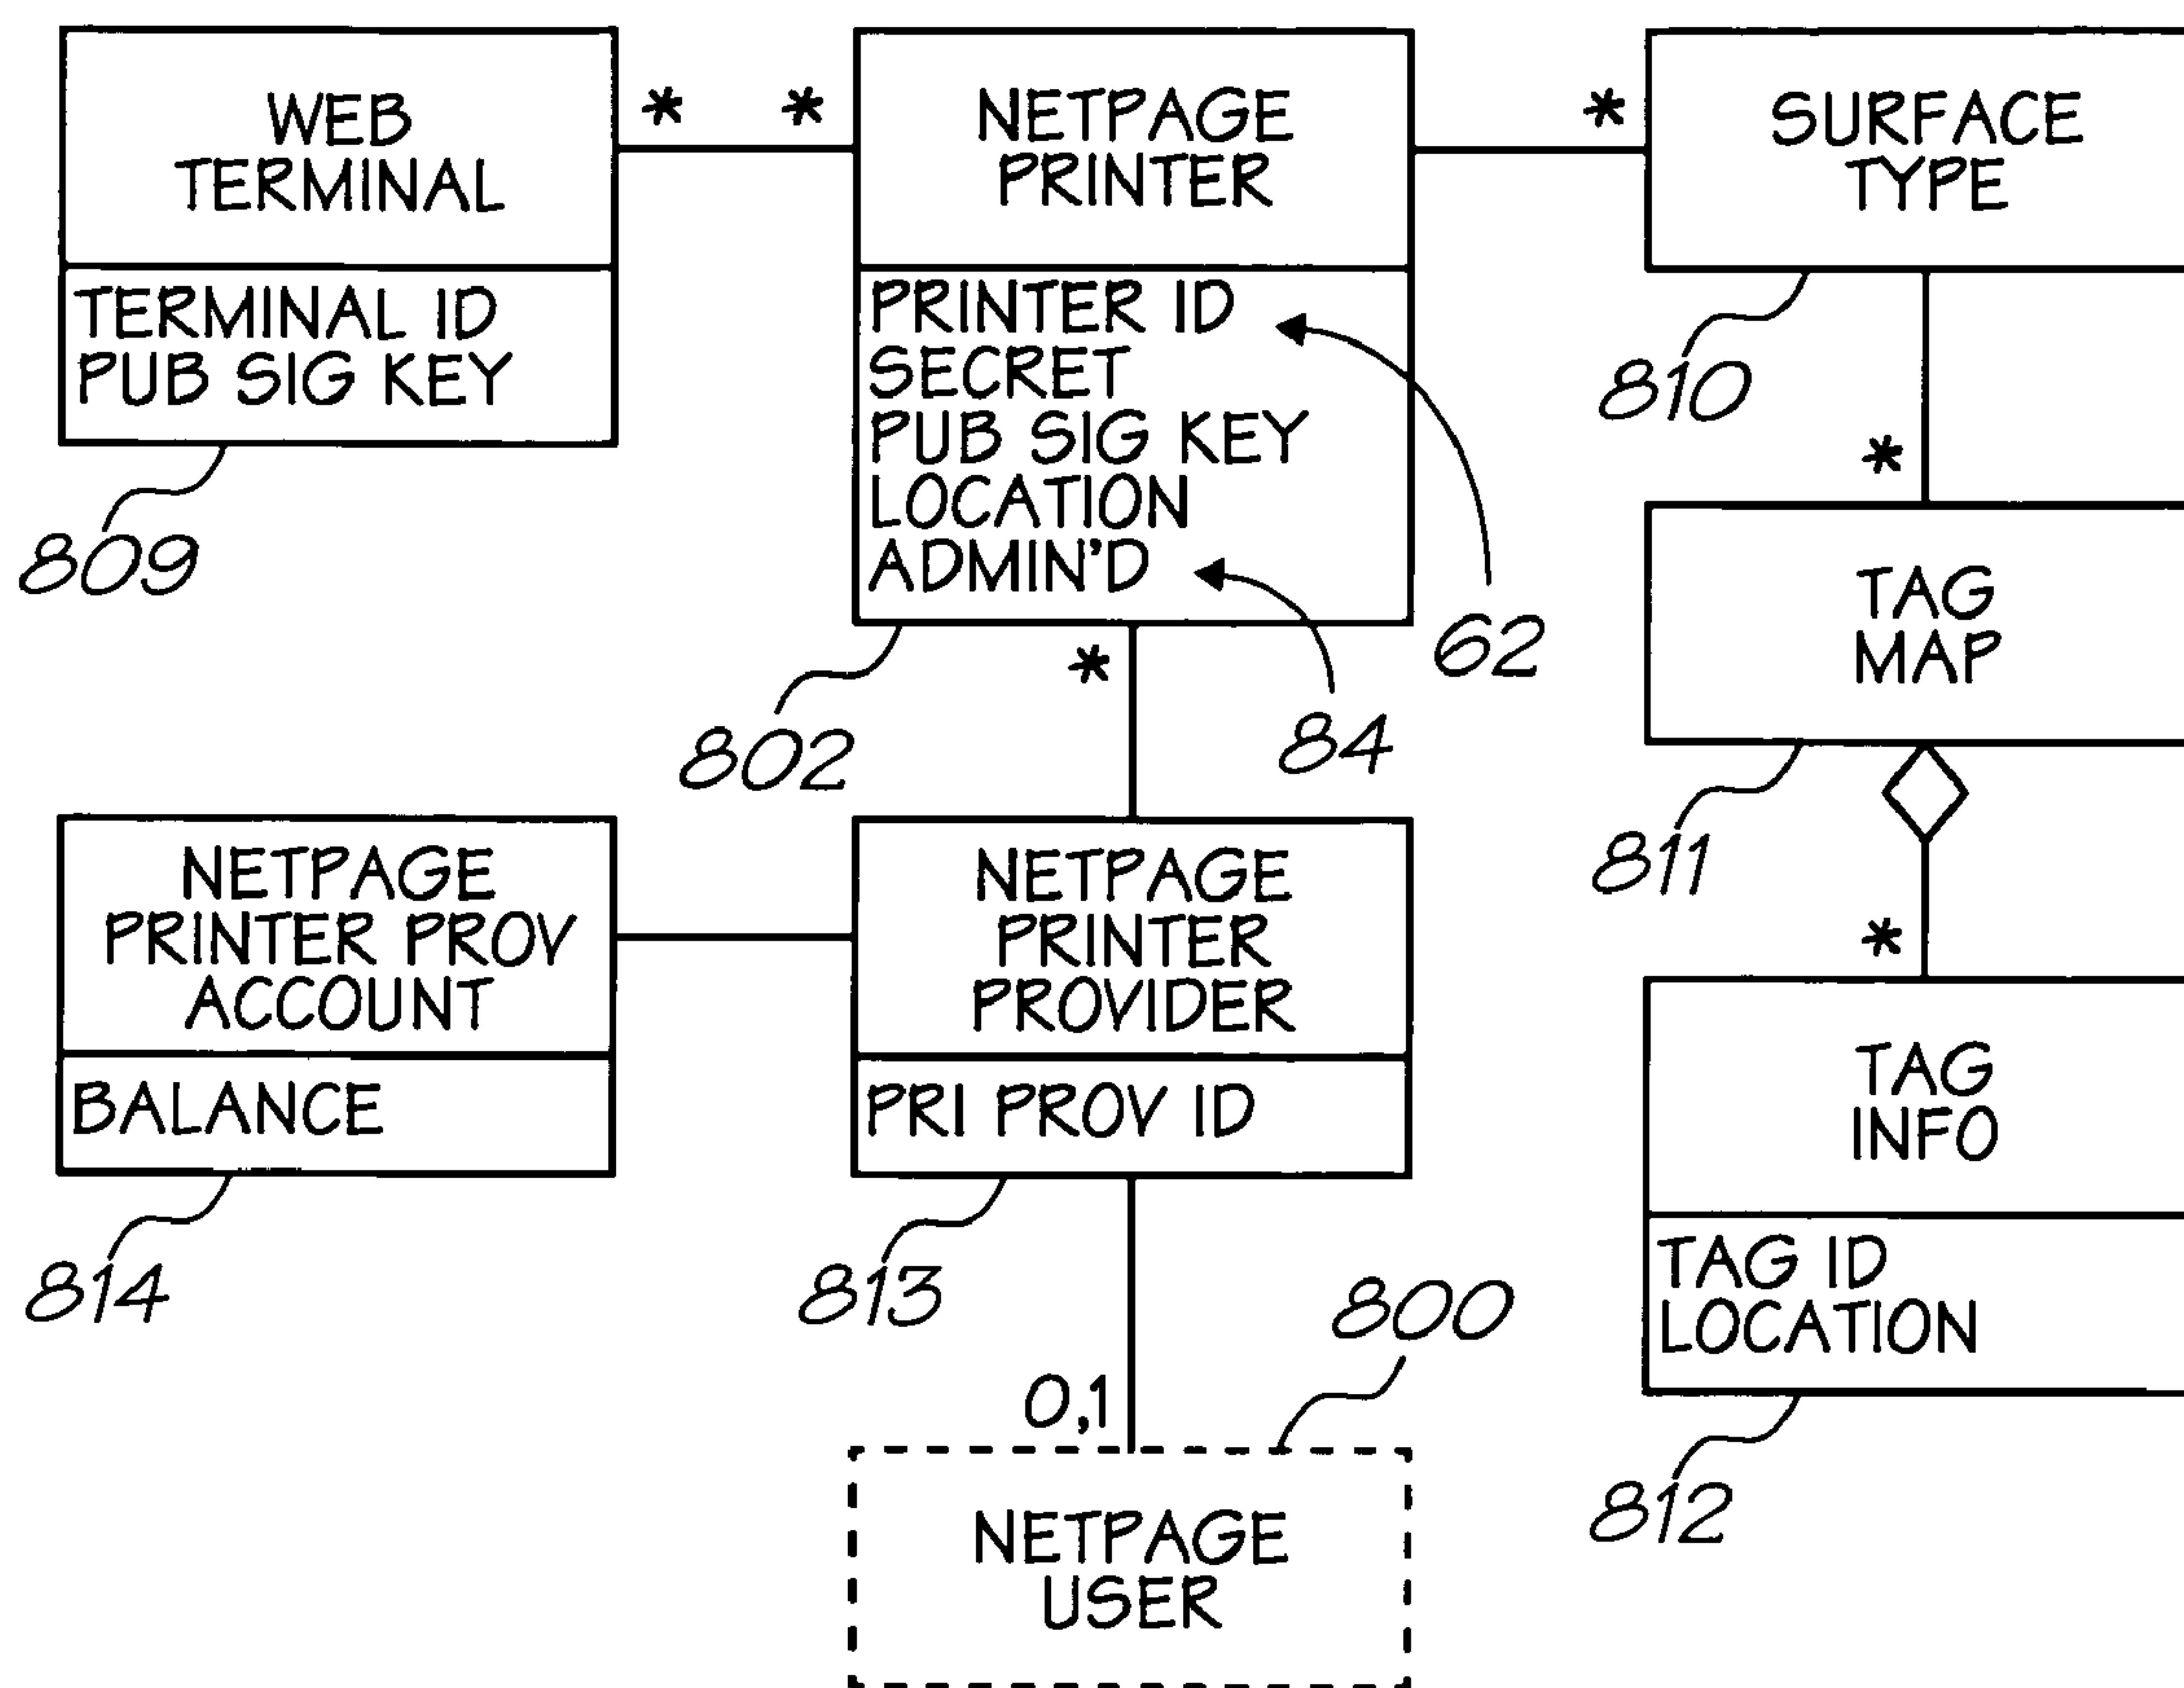 WEB
TERMINAL
TERMINAL ID
PUB SIG KEY
809
*
*
NETPAGE
PRINTER
PRINTER ID
SECRET
PUB SIG KEY
LOCATION
ADMIN'D
62
84
802
*
*
SURFACE
TYPE
810
*
TAG
MAP
811
*
TAG
INFO
TAG ID
LOCATION
812
NETPAGE
PRINTER PROV
ACCOUNT
BALANCE
814
NETPAGE
PRINTER
PROVIDER
PRI PROV ID
813
800
0,1
NETPAGE
USER